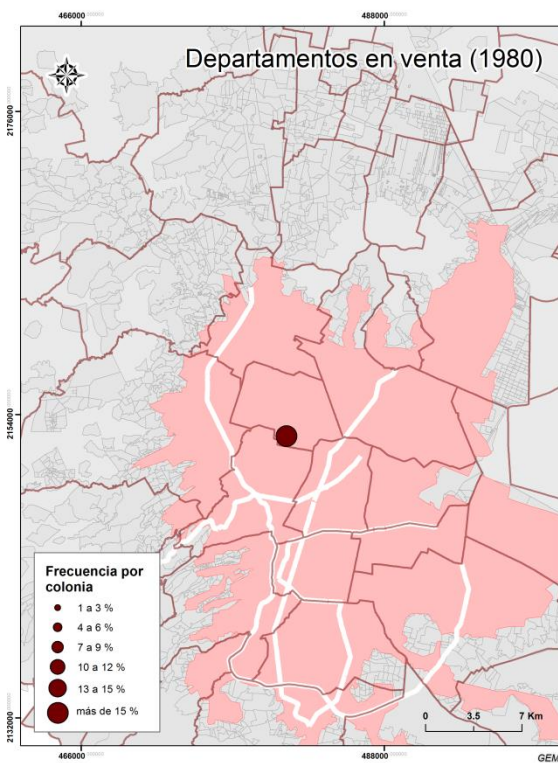 466000
488000
Departamentos en venta (1980)
2176000
2154000
2132000
Frecuencia por
colonia
1 a 3 %
4 a 6 %
7 a 9 %
10 a 12 %
13 a 15 %
más de 15 %
0 3.5 7 Km
466000
488000
GEM